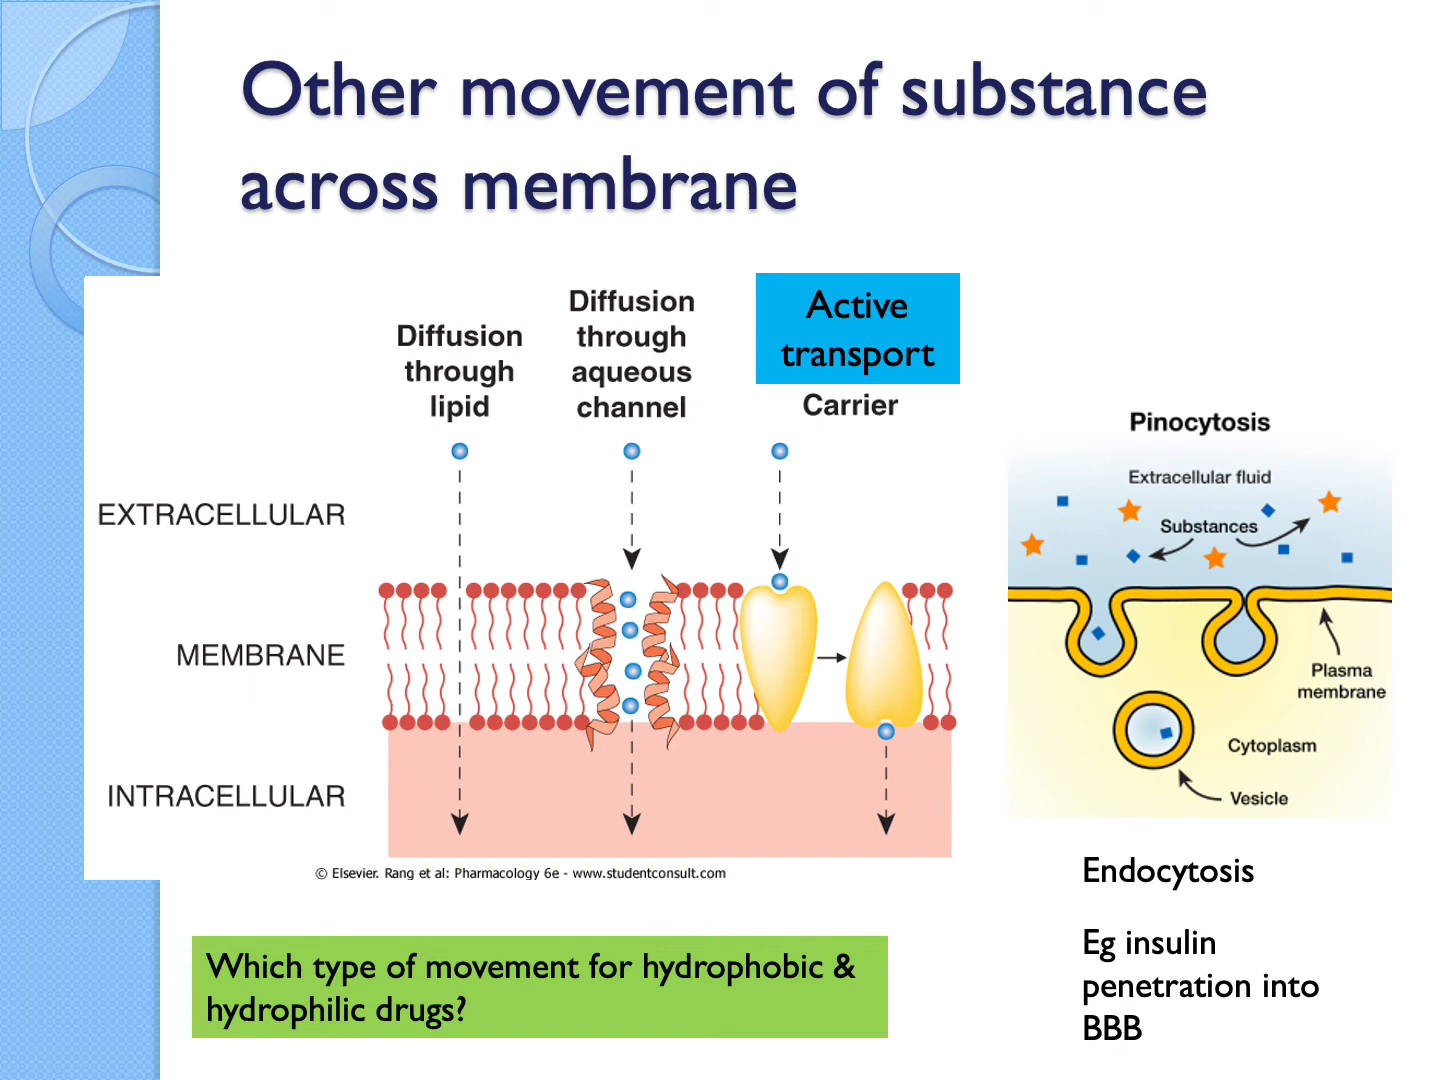 Other movement of substance
across membrane
Diffusion
through
lipid
Diffusion
through
aqueous
channel
Active
transport
Carrier
EXTRACELLULAR
MEMBRANE
INTRACELLULAR
© Elsevier. Rang et al: Pharmacology 6e - www.studentconsult.com
Pinocytosis
Extracellular fluid
Substances
Plasma
membrane
Cytoplasm
Vesicle
Endocytosis
Eg insulin
penetration into
BBB
Which type of movement for hydrophobic &
hydrophilic drugs?